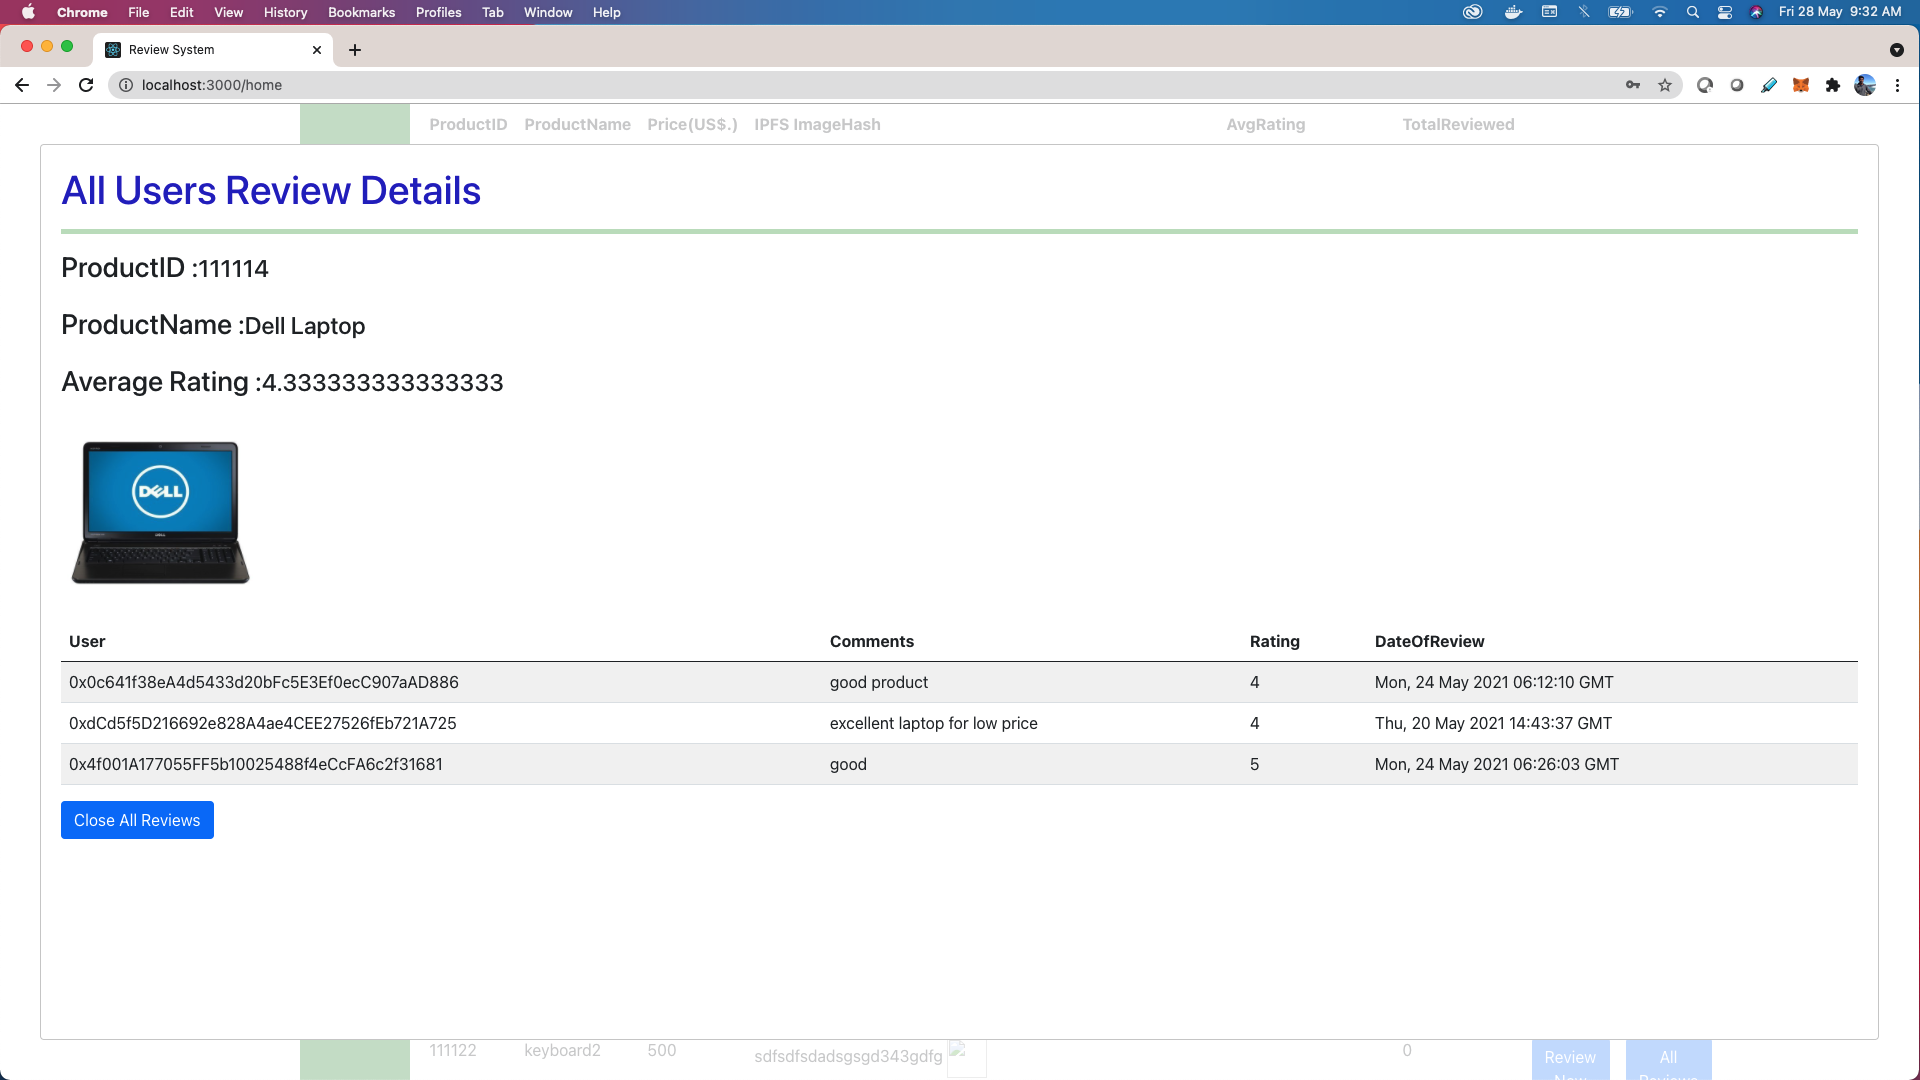 Chrome File Edit View History Bookmarks Profiles Tab Window Help Fri 28 May 9:32 AM
Review System
localhost:3000/home
ProductID ProductName Price(US$.) IPFS ImageHash AvgRating TotalReviewed
All Users Review Details
ProductID :111114
ProductName :Dell Laptop
Average Rating :4.333333333333333
DELL
User Comments Rating DateOfReview
0x0c641f38eA4d5433d20bFc5E3Ef0ecC907aAD886 good product 4 Mon, 24 May 2021 06:12:10 GMT
0xdCd5f5D216692e828A4ae4CEE27526fEb721A725 excellent laptop for low price 4 Thu, 20 May 2021 14:43:37 GMT
0x4f001A177055FF5b10025488f4eCcFA6c2f31681 good 5 Mon, 24 May 2021 06:26:03 GMT
Close All Reviews
111122 keyboard2 500 sdfsdfsdadsgsgd343gdfg 0 Review All
Now Reviews